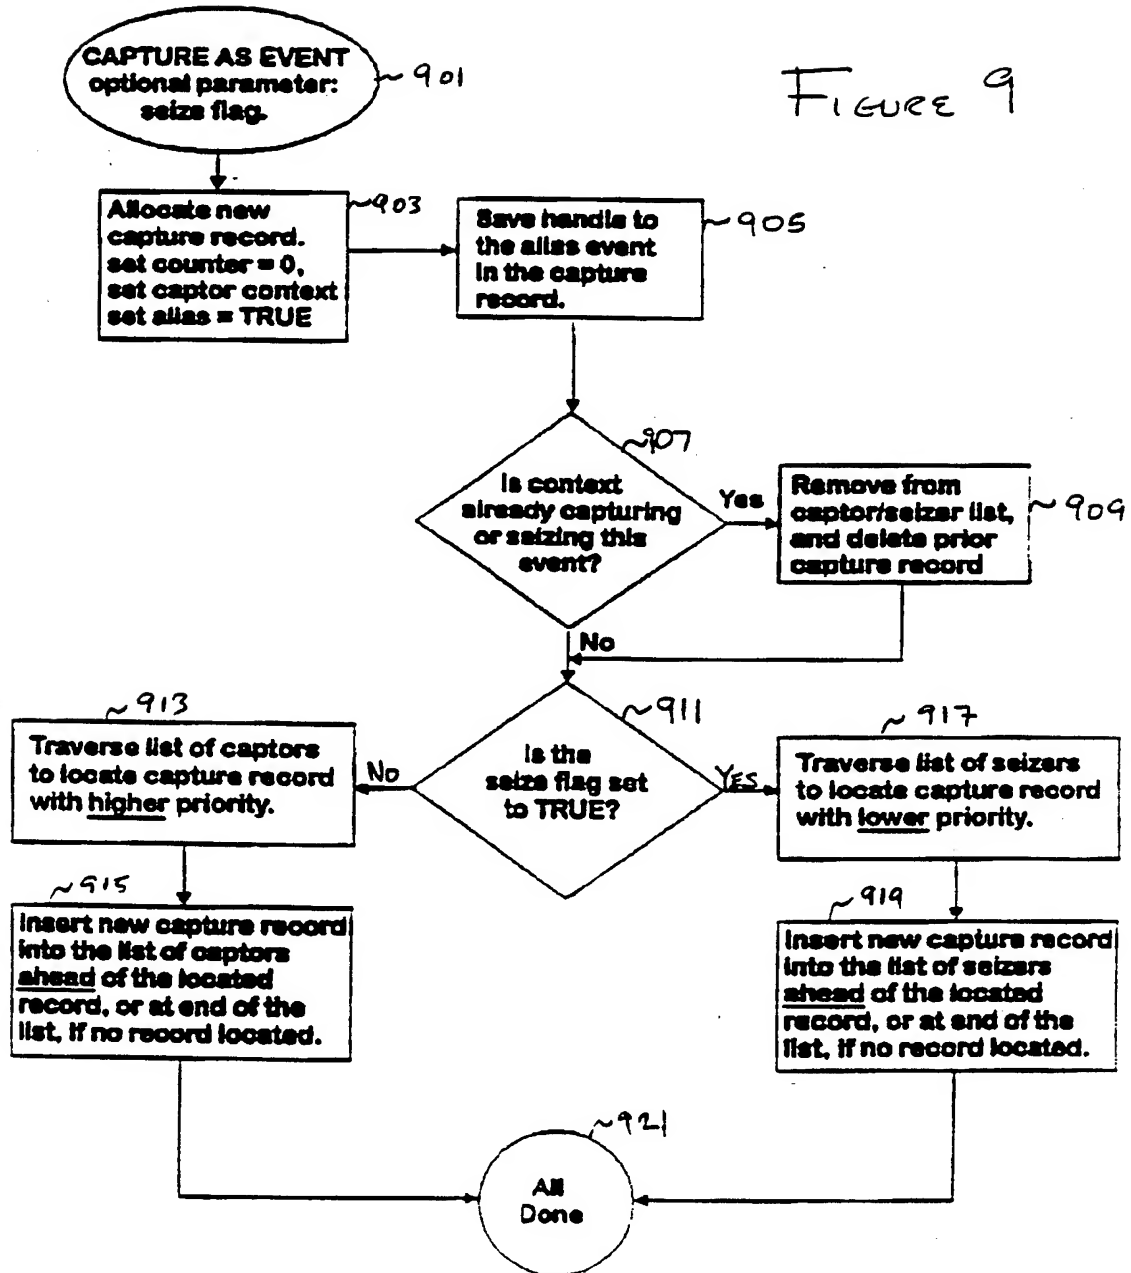 CAPTURE AS EVENT
optional parameter:
seize flag.
~ 901
FIGURE 9
Allocate new
capture record.
set counter = 0,
set captor context
set alias = TRUE
~903
Save handle to
the alias event
in the capture
record.
~905
~907
Is context
already capturing
or seizing this
event?
Yes
Remove from
captor/seizer list,
and delete prior
capture record
~ 909
No
~ 913
~ 911
~ 917
Traverse list of captors
to locate capture record
with higher priority.
No
Is the
seize flag set
to TRUE?
YES
Traverse list of seizers
to locate capture record
with lower priority.
~915
~ 919
Insert new capture record
into the list of captors
ahead of the located
record, or at end of the
list, if no record located.
Insert new capture record
into the list of seizers
ahead of the located
record, or at end of the
list, if no record located.
~921
All
Done